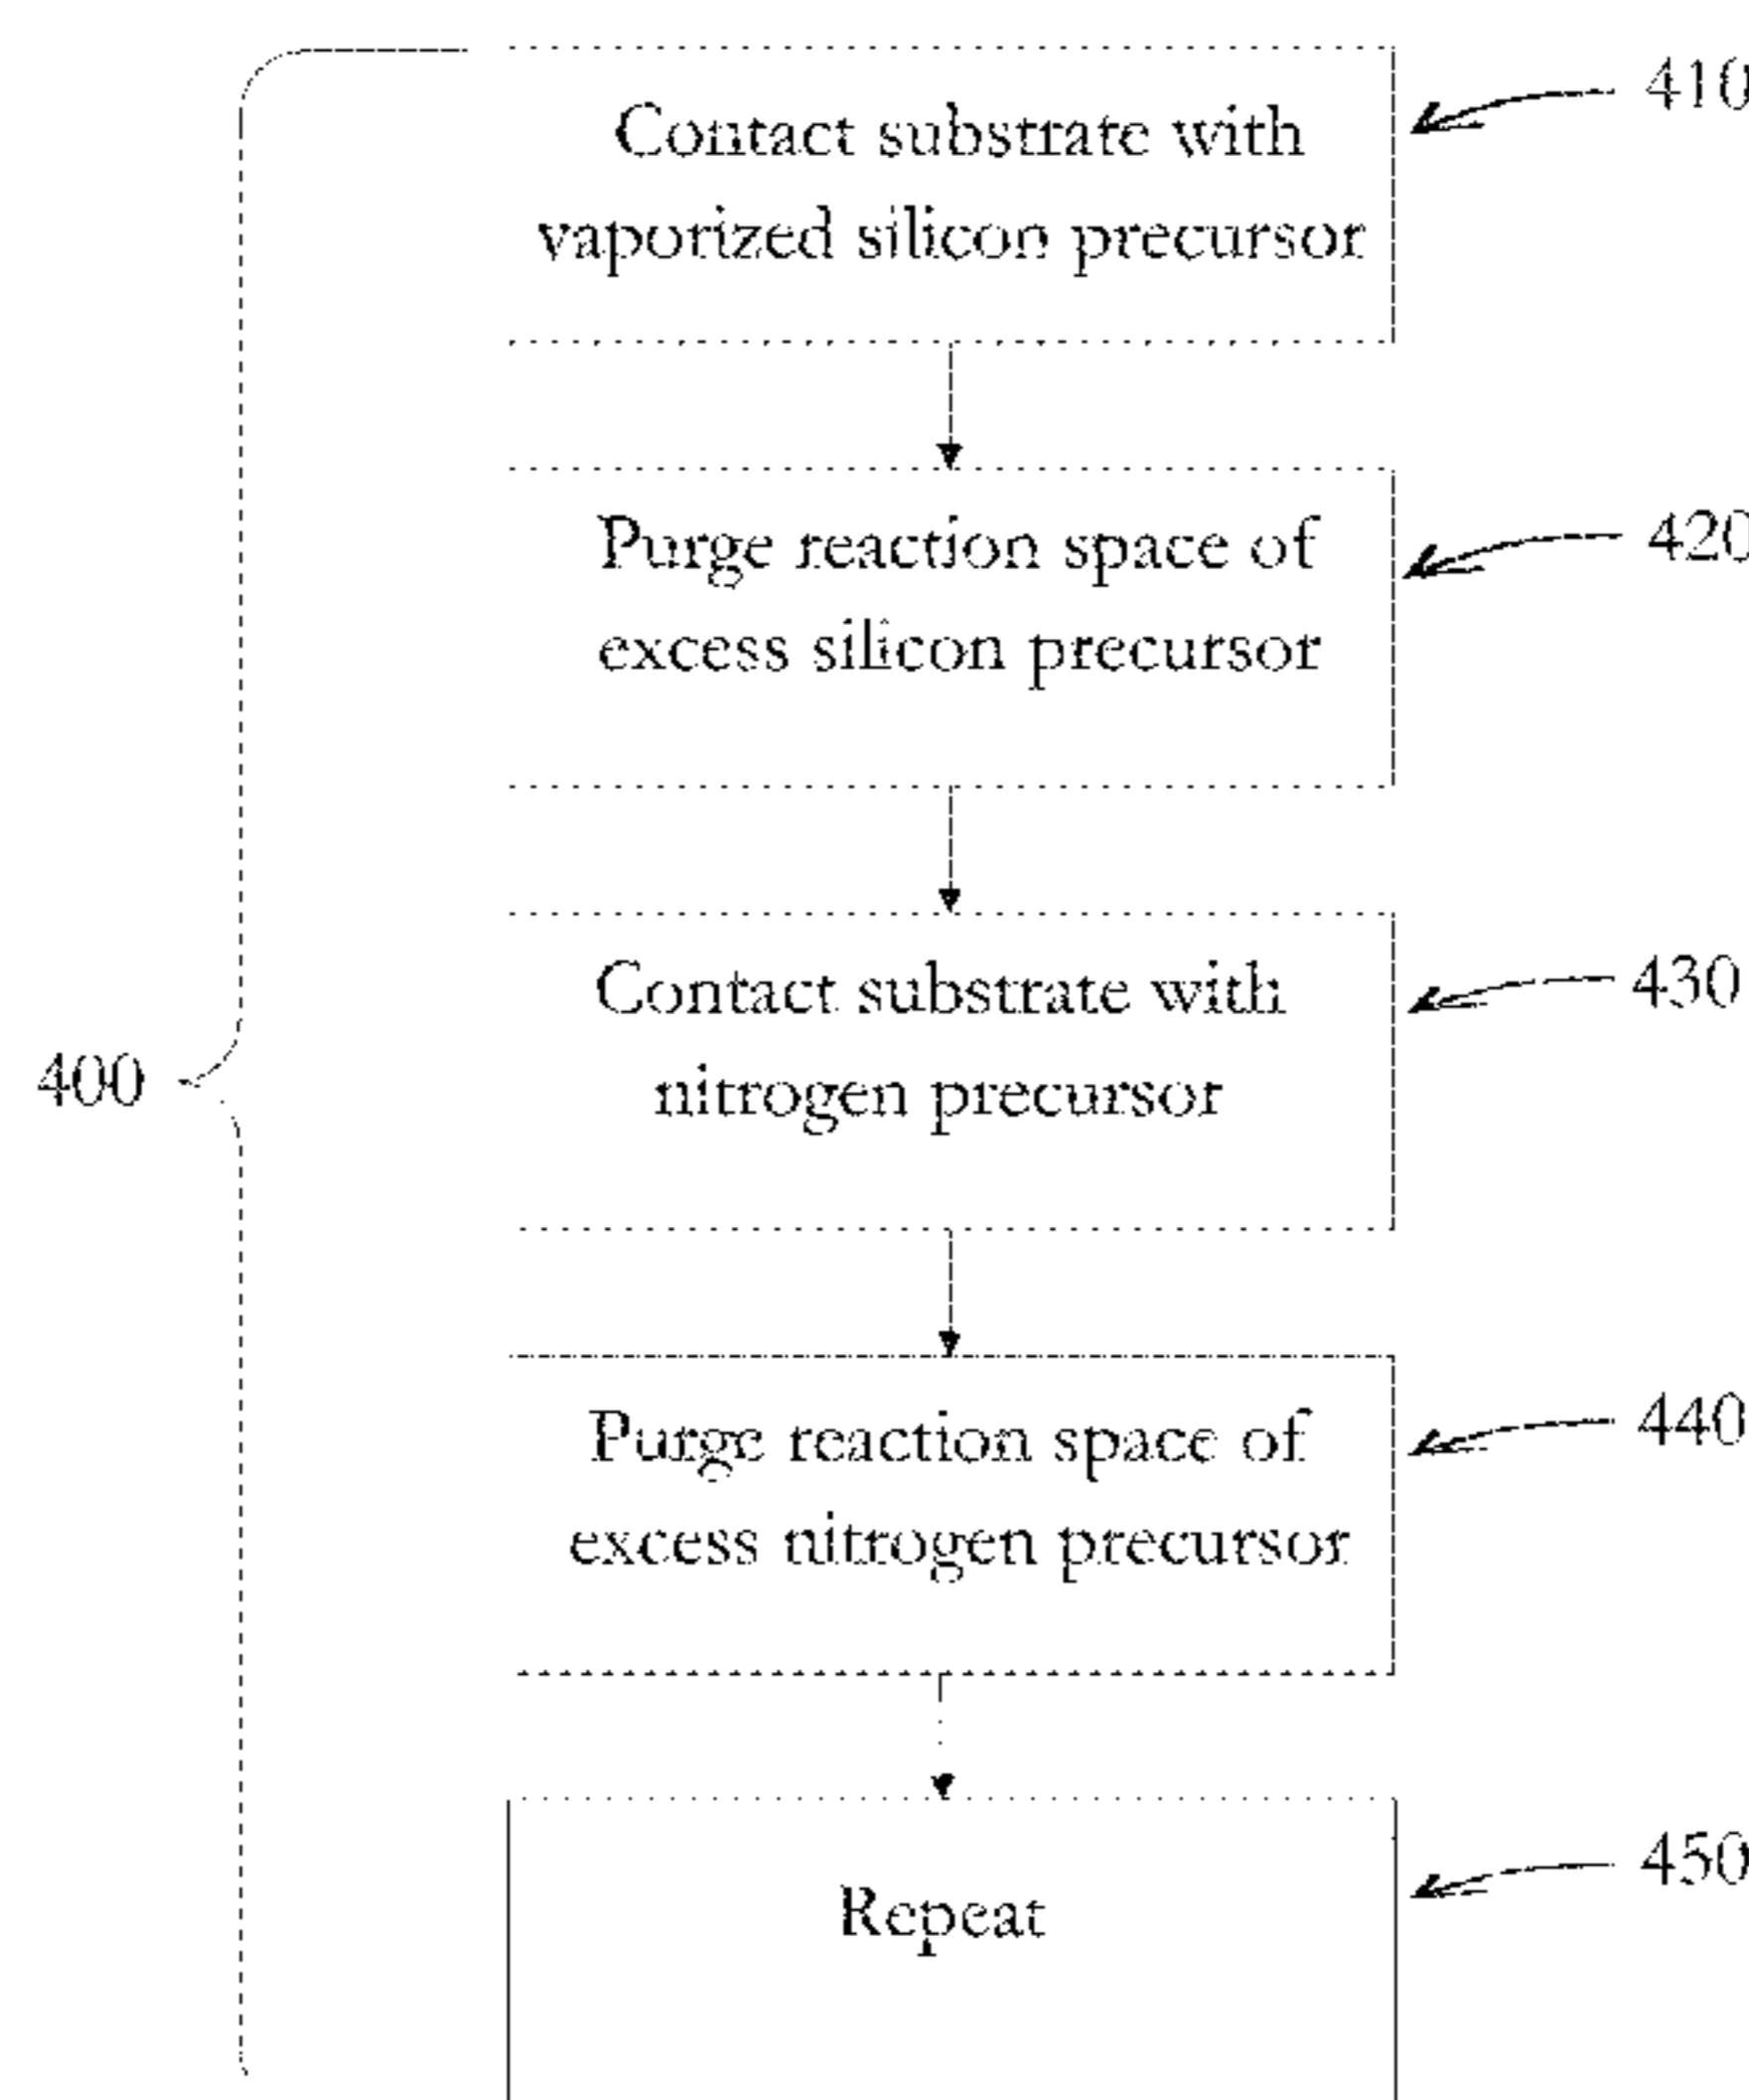 410
Contact substrate with
vaporized silicon precursor
420
Purge reaction space of
excess silicon precursor
430
Contact substrate with
nitrogen precursor
400
440
Purge reaction space of
excess nitrogen precursor
450
Repeat